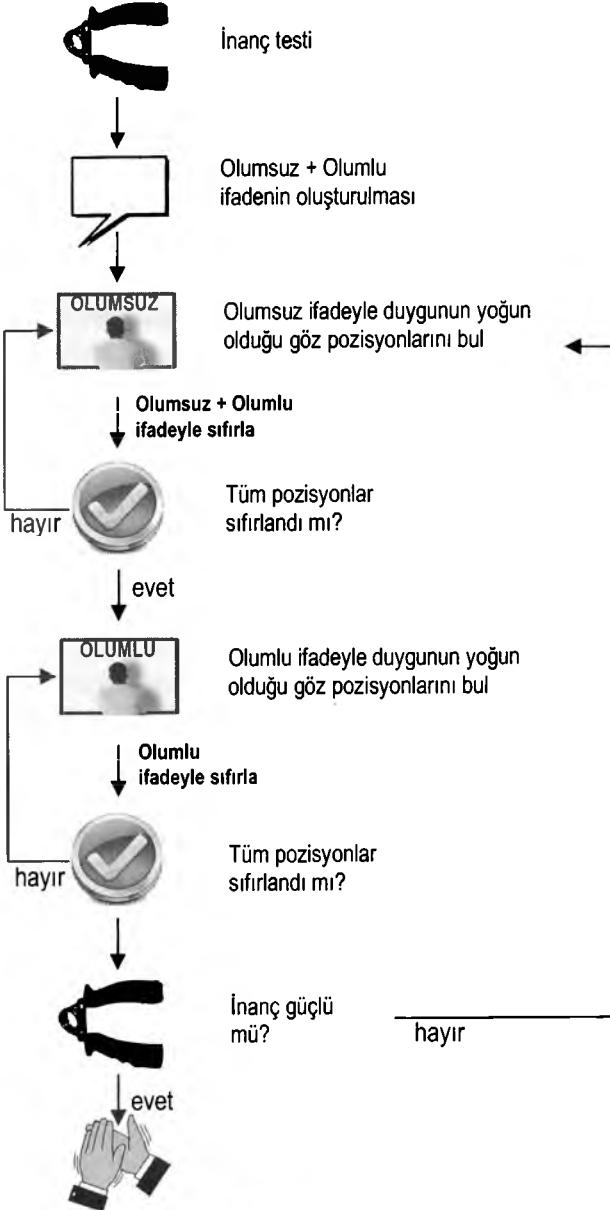 İnanç testi
Olumsuz + Olumlu
ifadenin oluşturulması
OLUMSUZ
Olumsuz ifadeyle duygunun yoğun
olduğu göz pozisyonlarını bul
Olumsuz + Olumlu
ifadeyle sıfırla
Tüm pozisyonlar
sıfırlandı mı?
hayır
evet
OLUMLU
Olumlu ifadeyle duygunun yoğun
olduğu göz pozisyonlarını bul
Olumlu
ifadeyle sıfırla
Tüm pozisyonlar
sıfırlandı mı?
hayır
İnanç güçlü
mü?
hayır
evet